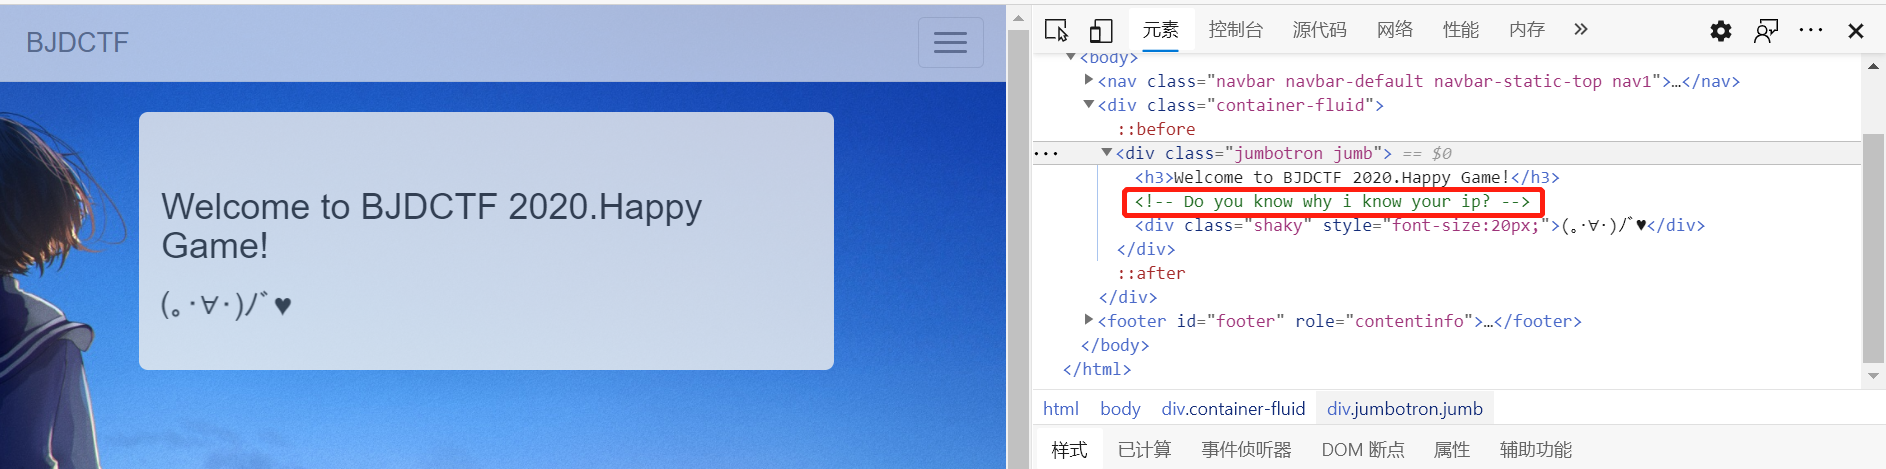 BJDCTF
Welcome to BJDCTF 2020.Happy
Game!
(｡･∀･)ﾉﾞ♥
元素 控制台 源代码 网络 性能 内存 »
▼<body>
▶<nav class="navbar navbar-default navbar-static-top nav1">…</nav>
▼<div class="container-fluid">
::before
··· ▼<div class="jumbotron jumb"> == $0
<h3>Welcome to BJDCTF 2020.Happy Game!</h3>
<!-- Do you know why i know your ip? -->
<div class="shaky" style="font-size:20px;">(｡･∀･)ﾉﾞ♥</div>
</div>
::after
</div>
▶<footer id="footer" role="contentinfo">…</footer>
</body>
</html>
html body div.container-fluid div.jumbotron.jumb
样式 已计算 事件侦听器 DOM 断点 属性 辅助功能